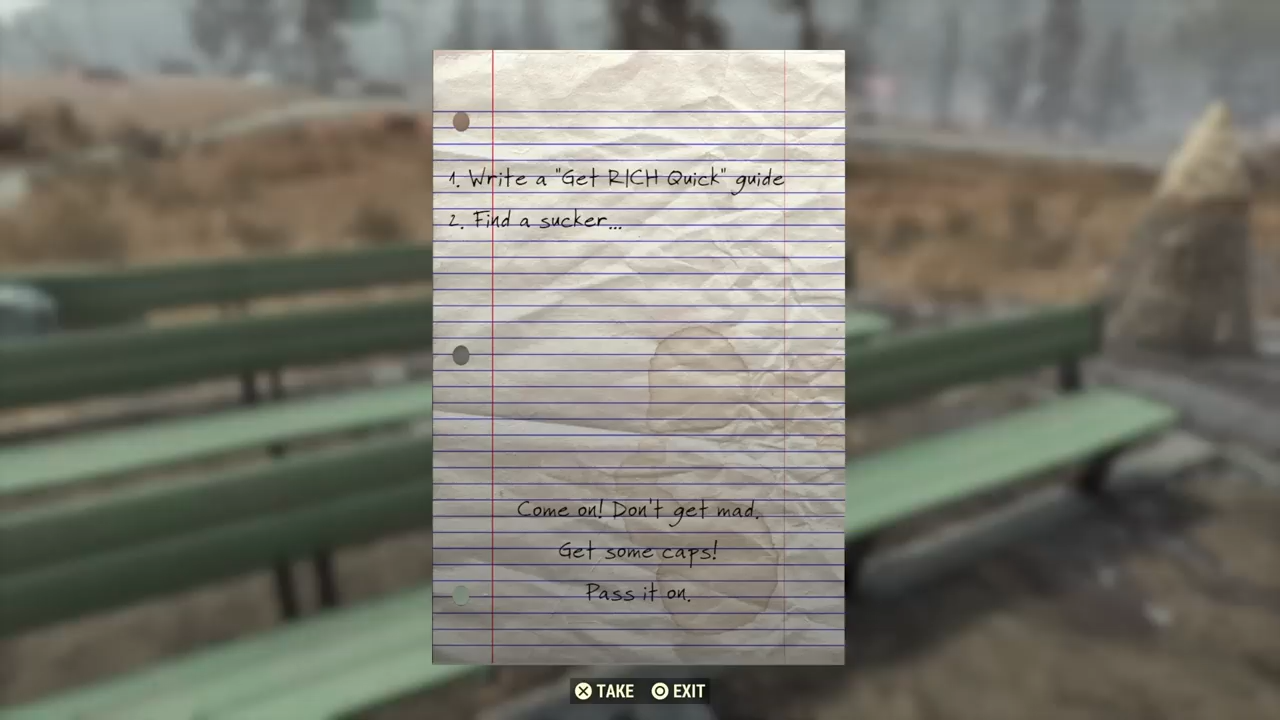 1. Write a "Get RICH Quick" guide
2. Find a sucker...
Come on! Don't get mad.
Get some caps!
Pass it on.
TAKE EXIT